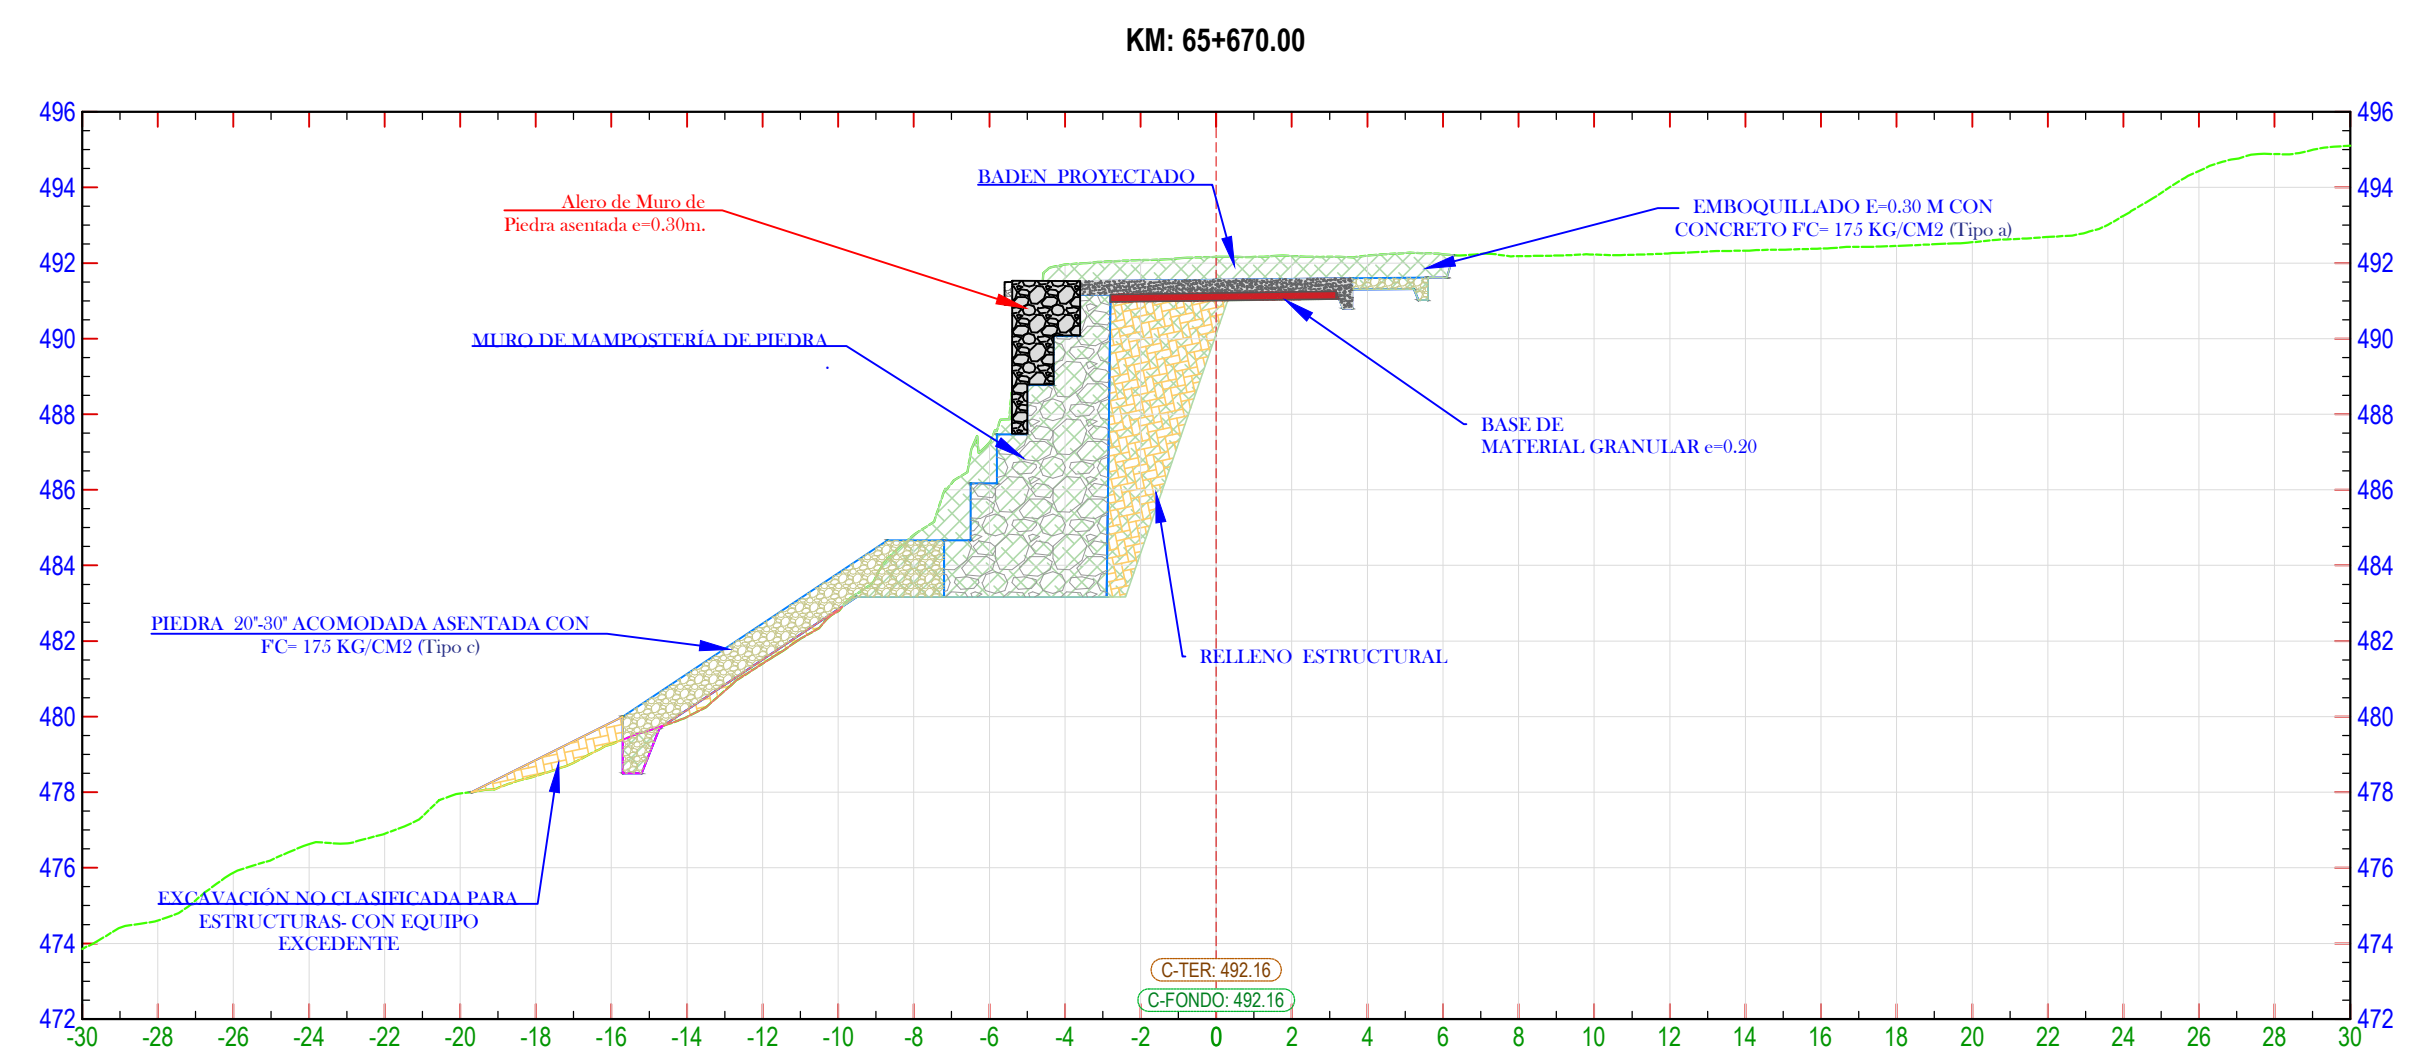 KM: 65+670.00
496
496
494
494
492
492
490
490
488
488
486
486
484
484
482
482
480
480
478
478
476
476
474
474
472
472
BADEN PROYECTADO
Alero de Muro de
Piedra asentada e=0.30m.
EMBOQUILLADO E=0.30 M CON
CONCRETO F'C= 175 KG/CM2 (Tipo a)
MURO DE MAMPOSTERÍA DE PIEDRA
BASE DE
MATERIAL GRANULAR e=0.20
PIEDRA 20"-30" ACOMODADA ASENTADA CON
F'C= 175 KG/CM2 (Tipo c)
RELLENO ESTRUCTURAL
EXCAVACIÓN NO CLASIFICADA PARA
ESTRUCTURAS- CON EQUIPO
EXCEDENTE
C-TER: 492.16
C-FONDO: 492.16
-30 -28 -26 -24 -22 -20 -18 -16 -14 -12 -10 -8 -6 -4 -2 0 2 4 6 8 10 12 14 16 18 20 22 24 26 28 30